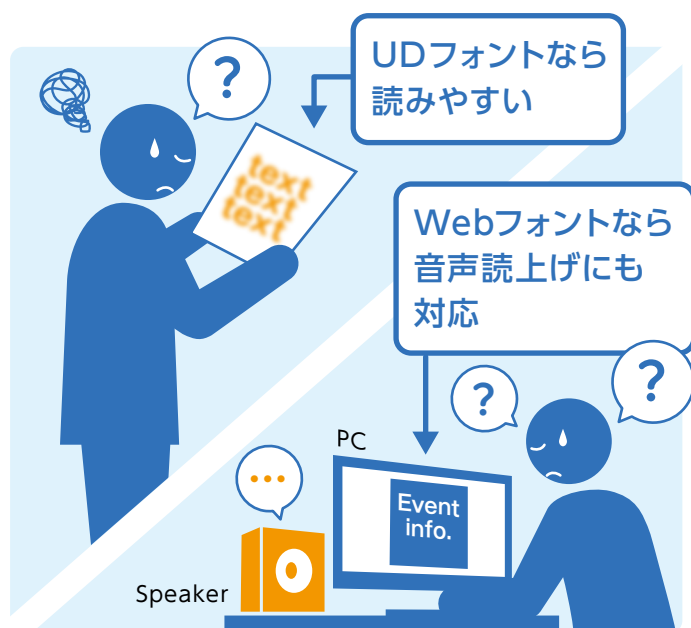 ?
UDフォントなら
読みやすい
text
text
text
Webフォントなら
音声読上げにも
対応
?
?
PC
...
Event
info.
Speaker